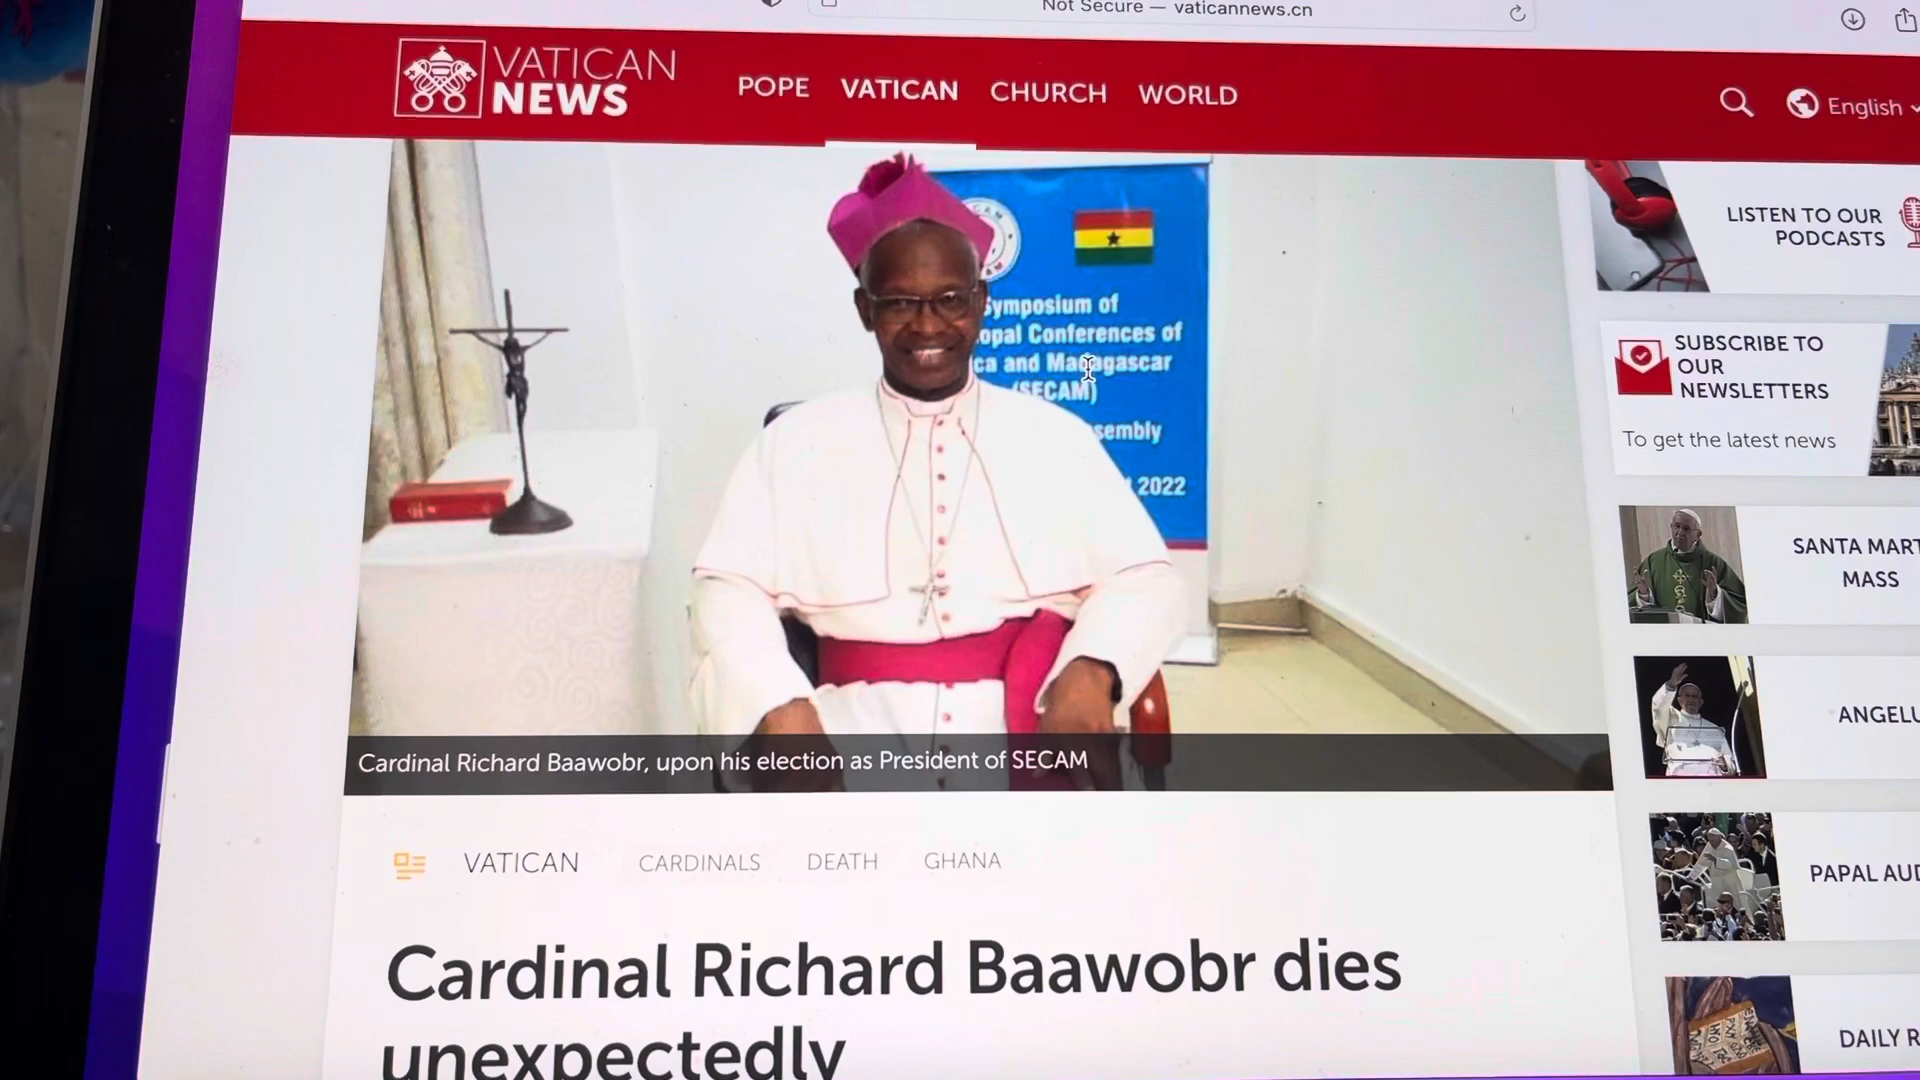 Not Secure — vaticannews.cn
VATICAN
NEWS
POPE
VATICAN
CHURCH
WORLD
English
LISTEN TO OUR
PODCASTS
SUBSCRIBE TO
OUR
NEWSLETTERS
To get the latest news
Symposium of
opal Conferences of
ca and Madagascar
(SECAM)
sembly
2022
SANTA MART
MASS
ANGELU
PAPAL AUD
DAILY R
Cardinal Richard Baawobr, upon his election as President of SECAM
VATICAN
CARDINALS
DEATH
GHANA
Cardinal Richard Baawobr dies
unexpectedly